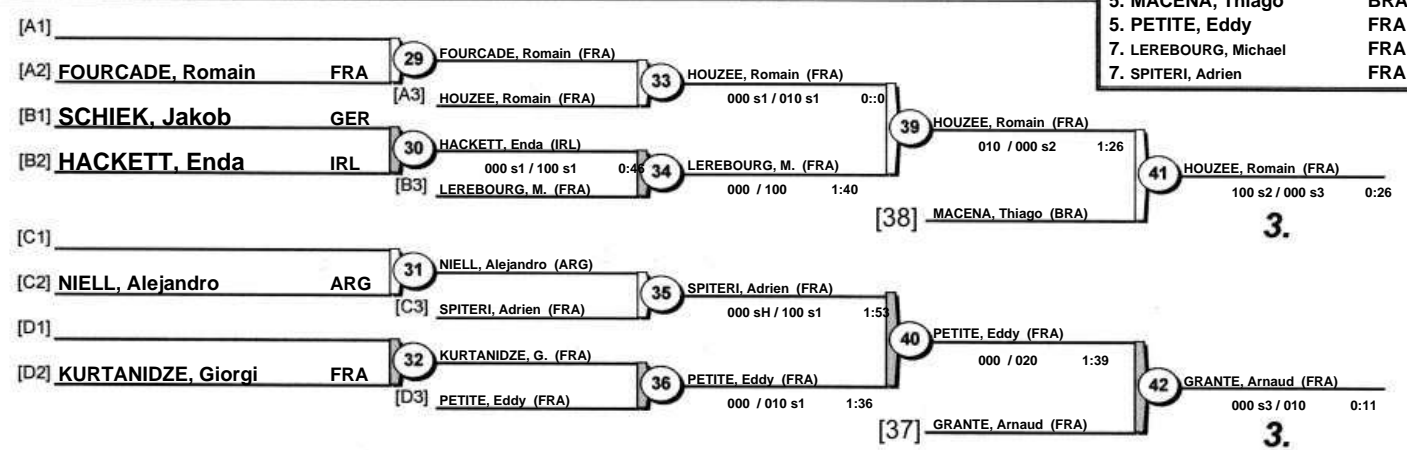 5. MACENA, Thiago BRA
5. PETITE, Eddy FRA
7. LEREBOURG, Michael FRA
7. SPITERI, Adrien FRA
[A1]
[A2] FOURCADE, Romain FRA
29
FOURCADE, Romain (FRA)
[A3] HOUZEE, Romain (FRA)
33
HOUZEE, Romain (FRA)
000 s1 / 010 s1 0::0
[B1] SCHIEK, Jakob GER
[B2] HACKETT, Enda IRL
30
HACKETT, Enda (IRL)
000 s1 / 100 s1 0:46
[B3] LEREBOURG, M. (FRA)
34
LEREBOURG, M. (FRA)
000 / 100 1:40
39
HOUZEE, Romain (FRA)
010 / 000 s2 1:26
[38] MACENA, Thiago (BRA)
41
HOUZEE, Romain (FRA)
100 s2 / 000 s3 0:26
3.
[C1]
[C2] NIELL, Alejandro ARG
31
NIELL, Alejandro (ARG)
[C3] SPITERI, Adrien (FRA)
35
SPITERI, Adrien (FRA)
000 sH / 100 s1 1:53
[D1]
[D2] KURTANIDZE, Giorgi FRA
32
KURTANIDZE, G. (FRA)
[D3] PETITE, Eddy (FRA)
36
PETITE, Eddy (FRA)
000 / 010 s1 1:36
40
PETITE, Eddy (FRA)
000 / 020 1:39
[37] GRANTE, Arnaud (FRA)
42
GRANTE, Arnaud (FRA)
000 s3 / 010 0:11
3.